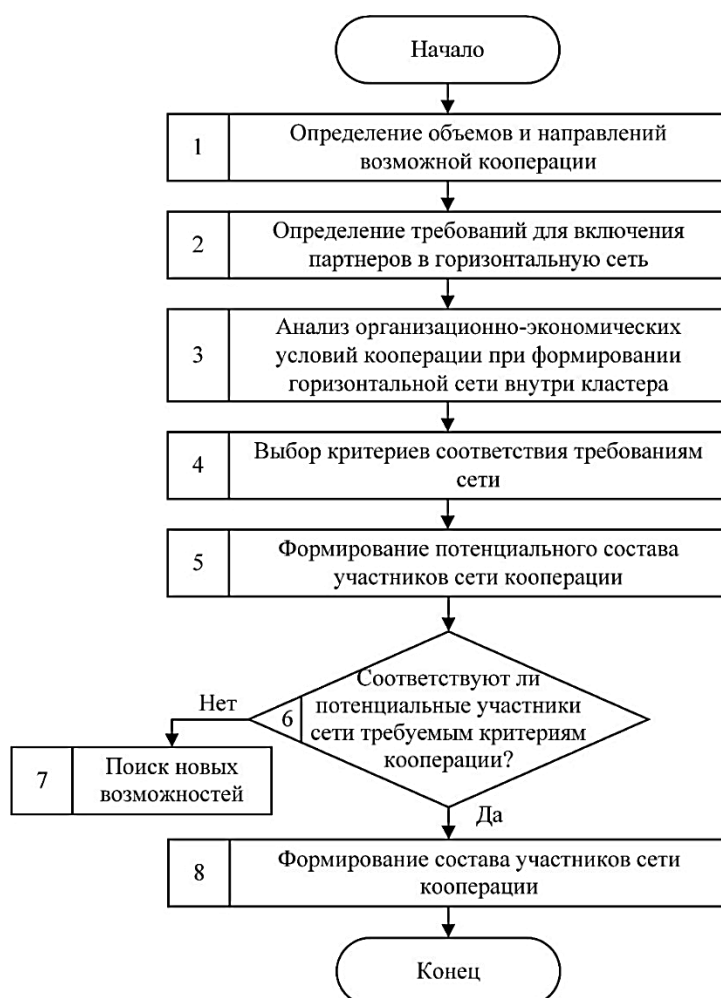 Начало
1
Определение объемов и направлений
возможной кооперации
2
Определение требований для включения
партнеров в горизонтальную сеть
3
Анализ организационно-экономических
условий кооперации при формировании
горизонтальной сети внутри кластера
4
Выбор критериев соответствия требованиям
сети
5
Формирование потенциального состава
участников сети кооперации
6
Соответствуют ли
потенциальные участники
сети требуемым критериям
кооперации?
Нет
7
Поиск новых
возможностей
Да
8
Формирование состава участников сети
кооперации
Конец